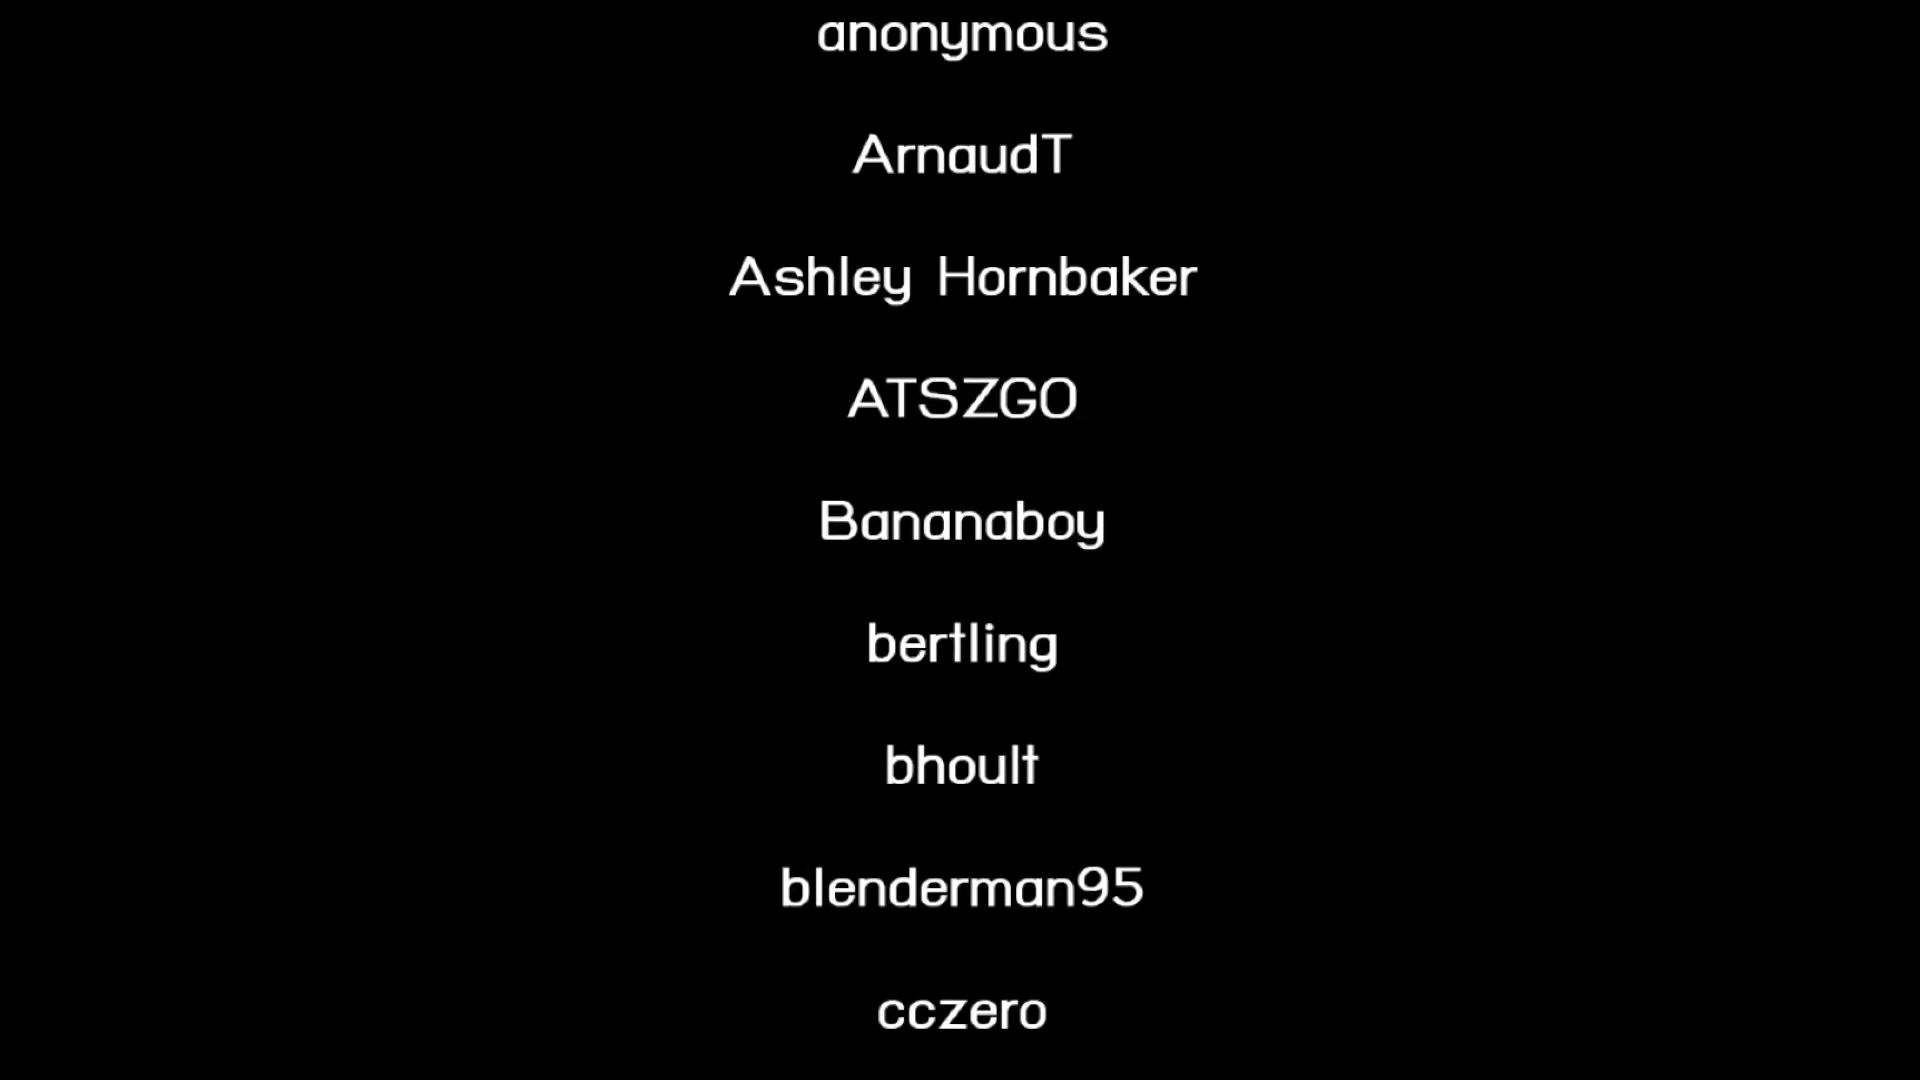 anonymous
ArnaudT
Ashley Hornbaker
ATSZGO
Bananaboy
bertling
bhoult
blenderman95
cczero